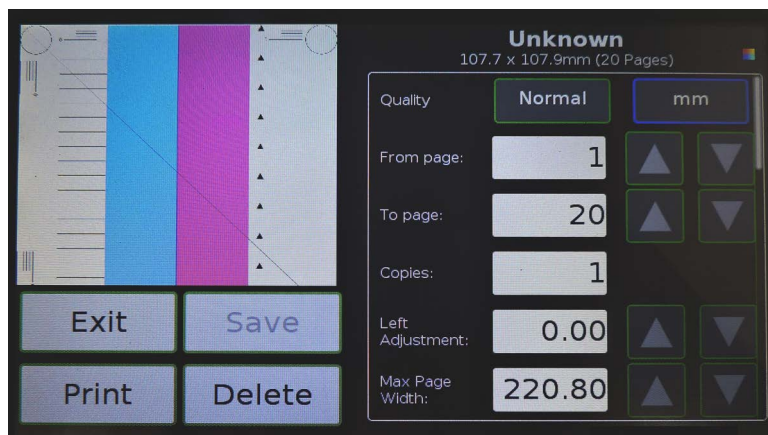 Unknown
107.7 x 107.9mm (20 Pages)
Quality Normal mm
From page: 1
To page: 20
Copies: 1
Left
Adjustment: 0.00
Max Page
Width: 220.80
Exit Save
Print Delete